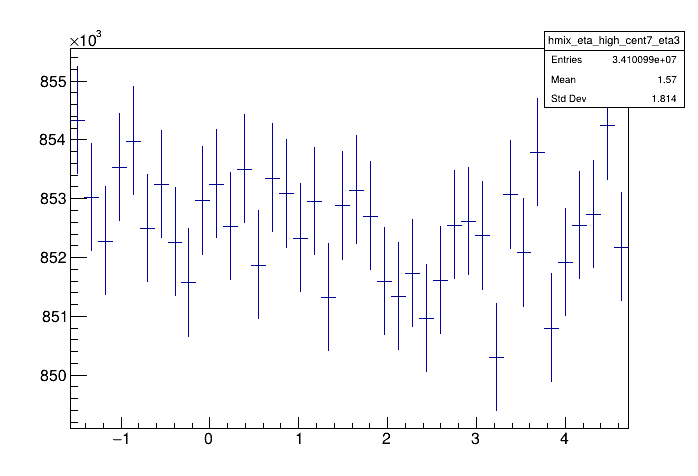 ×10³
hmix_eta_high_cent7_eta3
Entries 3.410099e+07
Mean 1.57
Std Dev 1.814
855
854
853
852
851
850
−1 0 1 2 3 4